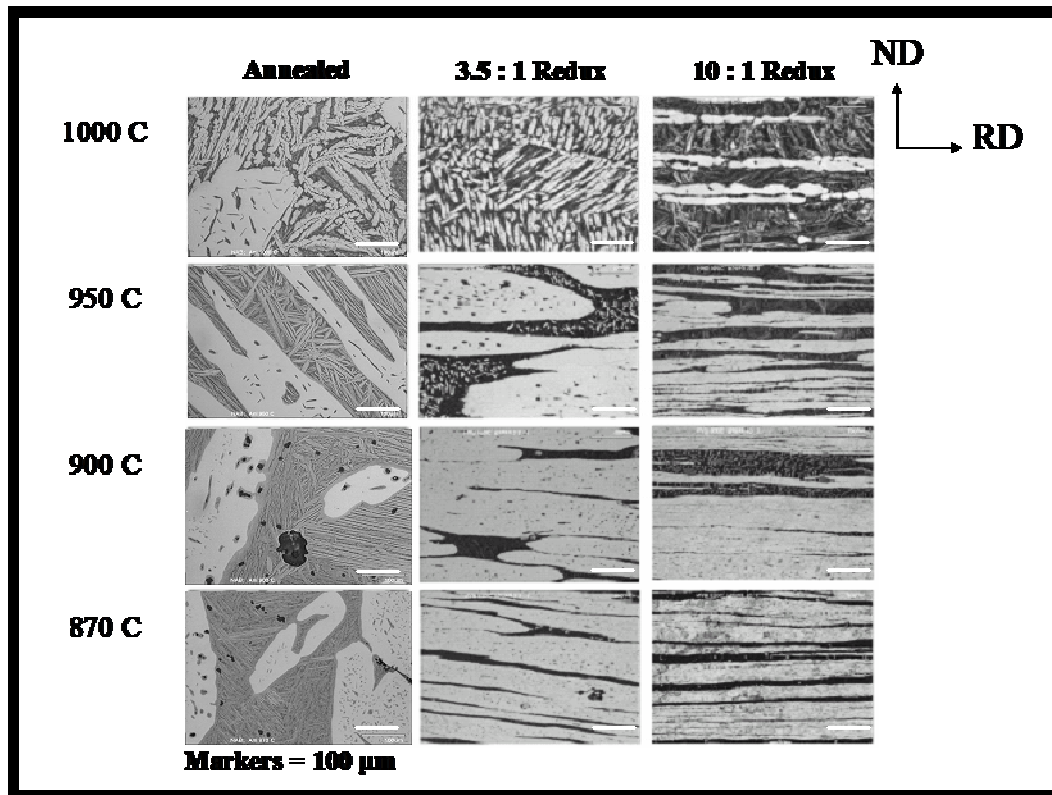 ND
Annealed 3.5 : 1 Redux 10 : 1 Redux
RD
1000 C
950 C
900 C
870 C
Markers = 100 µm